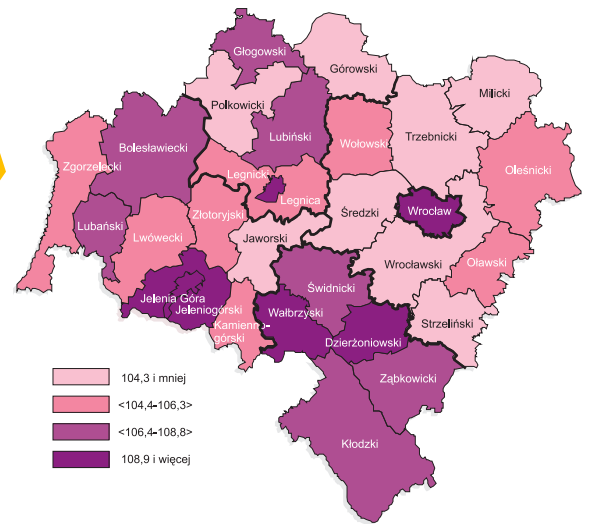 Głogowski
Górowski
Milicki
Polkowicki
Lubiński
Wołowski
Trzebnicki
Bolesławiecki
Zgorzelecki
Oleśnicki
Legnick
Legnica
Złotoryjski
Średzki
Wrocław
Lubański
Lwówecki
Jaworski
Wrocławski
Oławski
Świdnicki
Jelenia Góra
Jeleniogórski
Wałbrzyski
Strzeliński
Kamienno-
górski
Dzierżoniowski
Ząbkowicki
Kłodzki
104,3 i mniej
<104,4-106,3>
<106,4-108,8>
108,9 i więcej